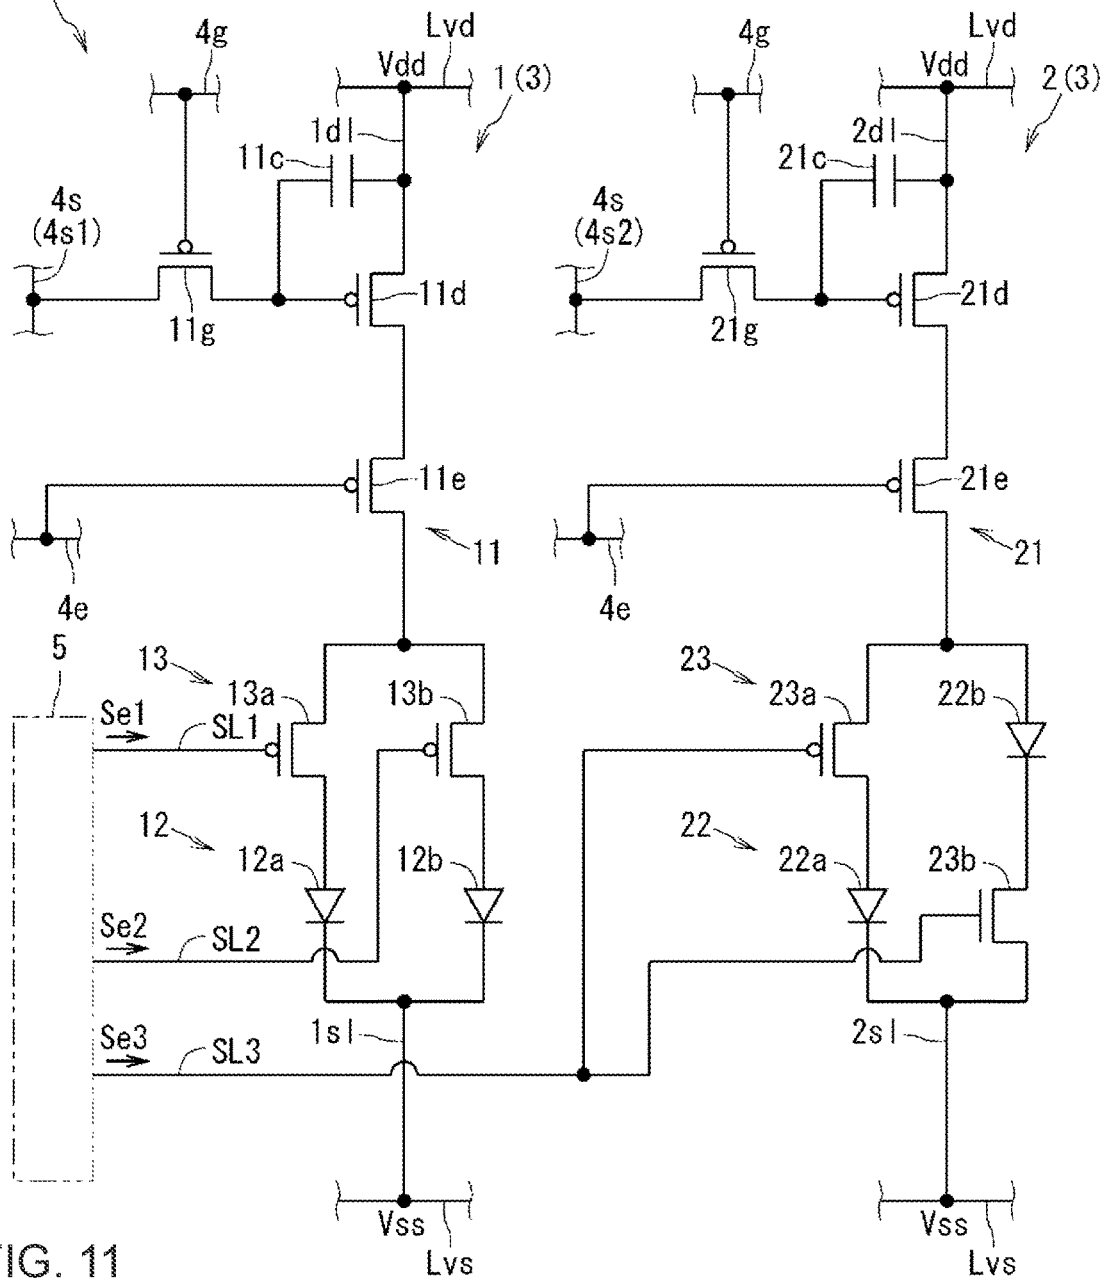 4g
Lvd
4g
Lvd
Vdd
1(3)
Vdd
2(3)
1dl
2dl
11c
21c
4s
(4s1)
4s
(4s2)
11g
11d
21g
21d
11e
21e
11
21
4e
4e
5
13
13a
13b
23
23a
22b
Se1
SL1
12
12a
12b
22
22a
23b
Se2
SL2
1sl
2sl
Se3
SL3
Vss
Vss
Lvs
Lvs
FIG. 11